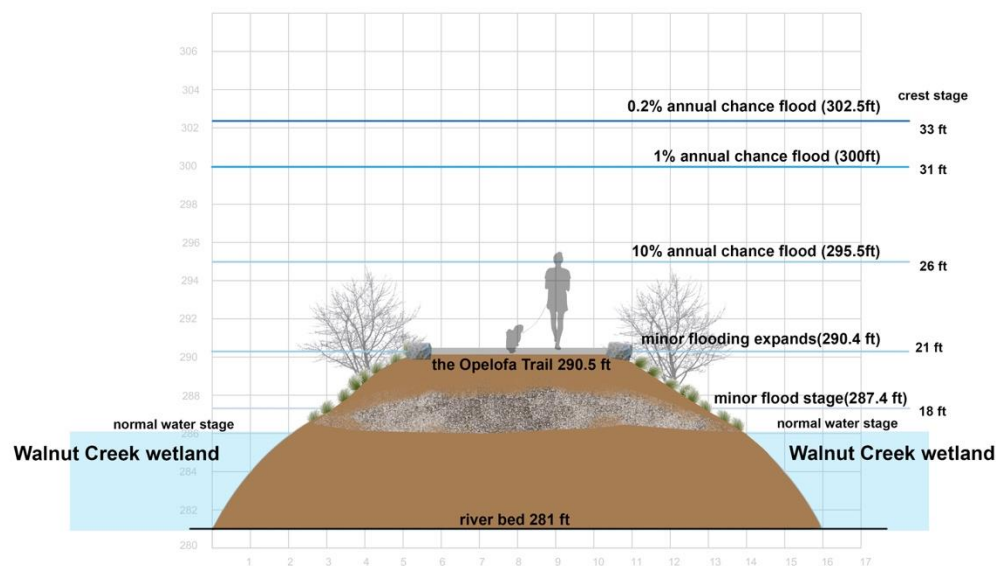 306
304
302
300
298
296
294
292
290
288
286
284
282
280
0.2% annual chance flood (302.5ft)
crest stage
33 ft
1% annual chance flood (300ft)
31 ft
10% annual chance flood (295.5ft)
26 ft
minor flooding expands(290.4 ft)
21 ft
the Opelofa Trail 290.5 ft
minor flood stage(287.4 ft)
18 ft
normal water stage
normal water stage
Walnut Creek wetland
Walnut Creek wetland
river bed 281 ft
1 2 3 4 5 6 7 8 9 10 11 12 13 14 15 16 17